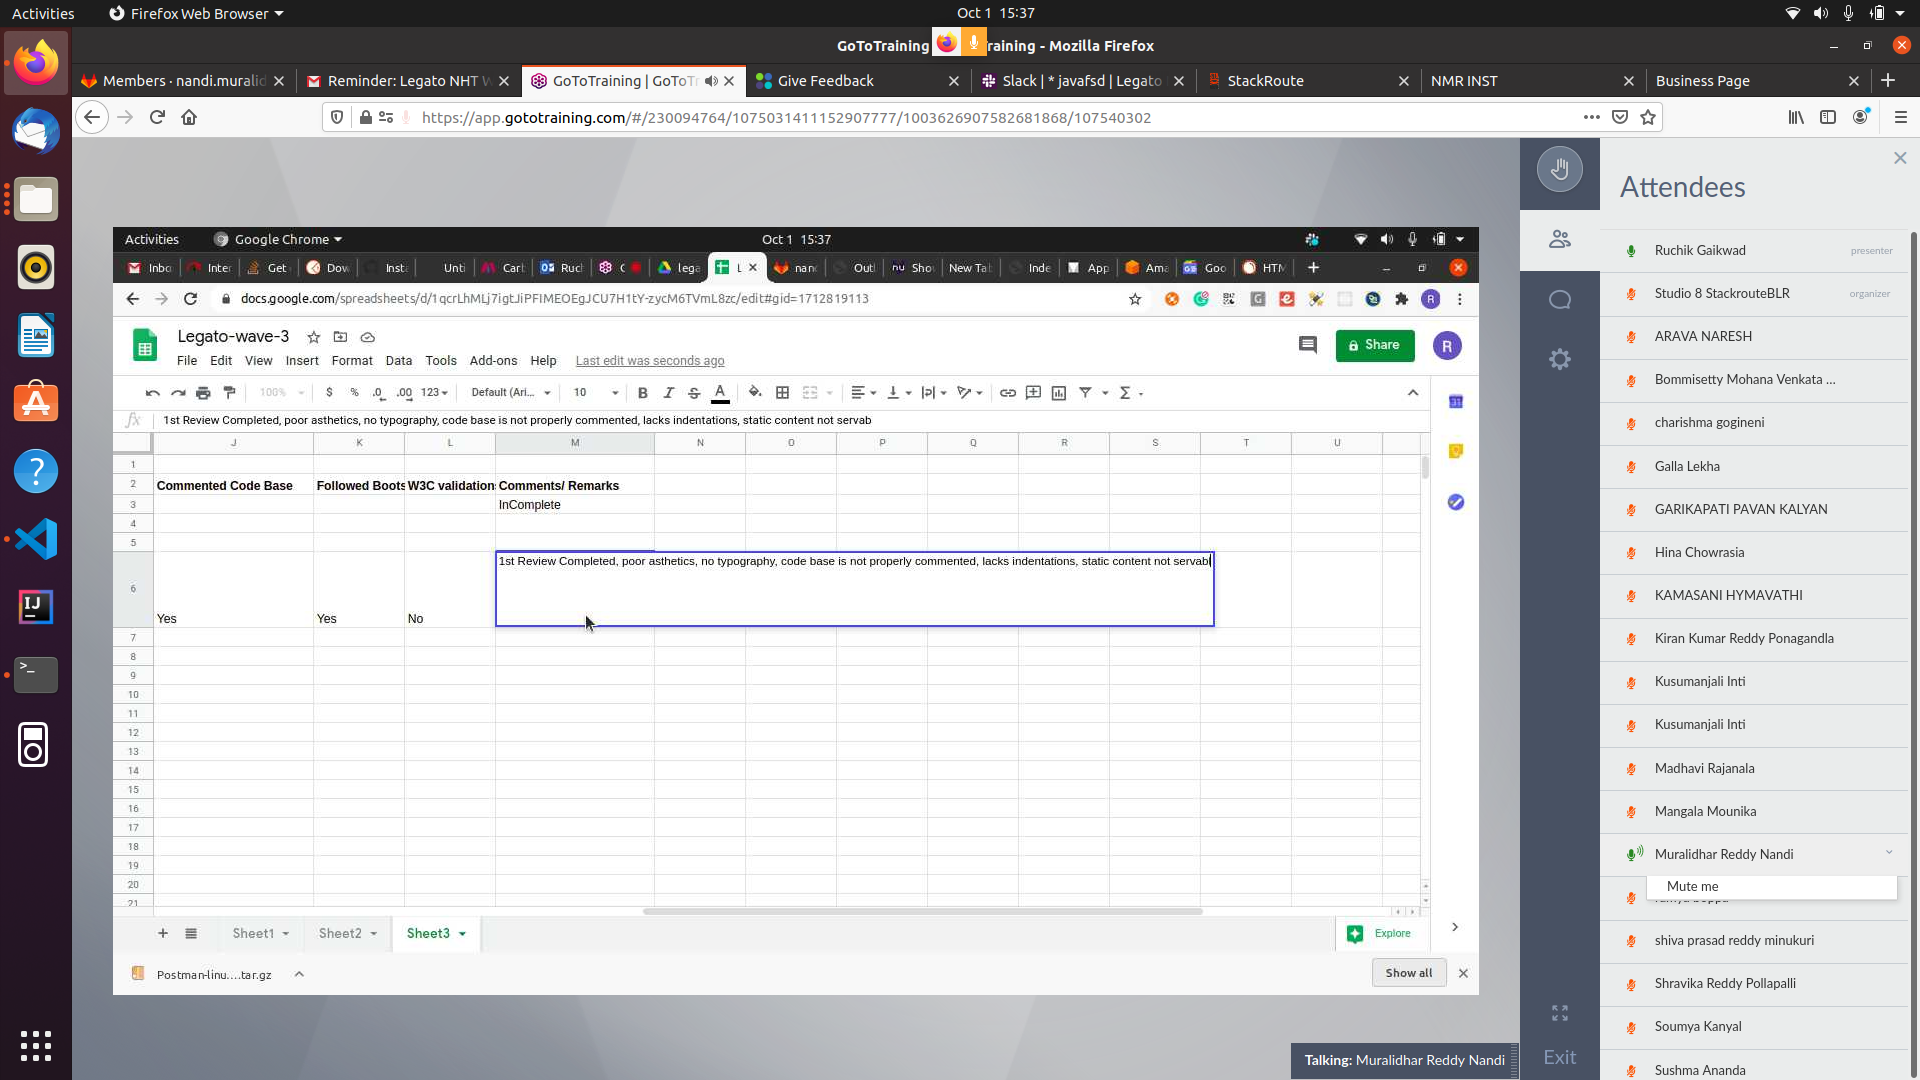 Activities
Firefox Web Browser
Oct 1 15:37
GoToTraining
raining - Mozilla Firefox
Members · nandi.muralid
Reminder: Legato NHT W
GoToTraining | GoToTr
Give Feedback
Slack | * javafsd | Legato
StackRoute
NMR INST
Business Page
https://app.gototraining.com/#/230094764/1075031411152907777/1003626907582681868/107540302
Activities
Google Chrome
Oct 1 15:37
Inbo
Inter
Get
Dov
Inst
Unti
Cart
Ruc
lega
L
nand
Outl
Sho
New Ta
Inde
App
Ama
Goo
HTM
docs.google.com/spreadsheets/d/1qcrLhMLj7igtJiPFIMEOEgJCU7H1tY-zycM6TVmL8zc/edit#gid=1712819113
R
Legato-wave-3
File Edit View Insert Format Data Tools Add-ons Help Last edit was seconds ago
Share
R
100% $ % .0 .00 123 Default (Ari... 10 B I S A
fx 1st Review Completed, poor asthetics, no typography, code base is not properly commented, lacks indentations, static content not servab
J K L M N O P Q R S T U
1
2 Commented Code Base Followed Boots W3C validation Comments/ Remarks
3 InComplete
4
5
1st Review Completed, poor asthetics, no typography, code base is not properly commented, lacks indentations, static content not servab
6
Yes Yes No
7
8
9
10
11
12
13
14
15
16
17
18
19
20
21
Sheet1 Sheet2 Sheet3
Explore
Postman-linu....tar.gz
Show all
Talking: Muralidhar Reddy Nandi
Exit
Attendees
Ruchik Gaikwad presenter
Studio 8 StackrouteBLR organizer
ARAVA NARESH
Bommisetty Mohana Venkata ...
charishma gogineni
Galla Lekha
GARIKAPATI PAVAN KALYAN
Hina Chowrasia
KAMASANI HYMAVATHI
Kiran Kumar Reddy Ponagandla
Kusumanjali Inti
Kusumanjali Inti
Madhavi Rajanala
Mangala Mounika
Muralidhar Reddy Nandi
Mute me
shiva prasad reddy minukuri
Shravika Reddy Pollapalli
Soumya Kanyal
Sushma Ananda